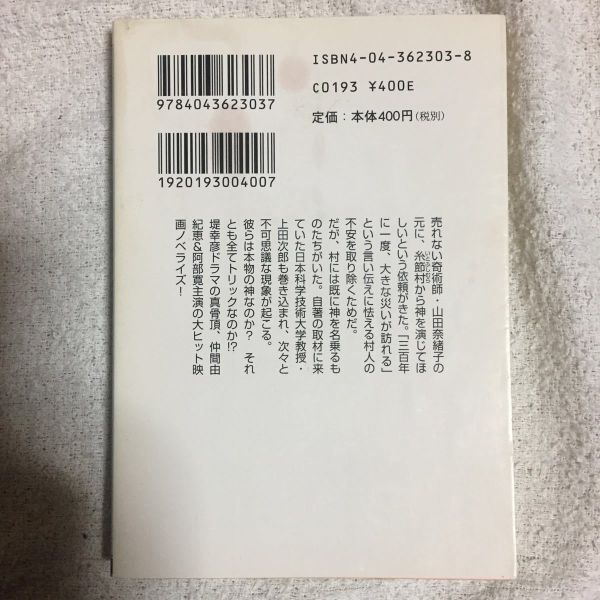 ISBN4-04-362303-8
C0193 ¥400E
定価：本体400円(税別)
9784043623037
1920193004007
売れない奇術師・山田奈緒子の
元に、糸節村から神を演じてほ
しいという依頼がきた。「三百年
に一度、大きな災いが訪れる」
という言い伝えに怯える村人の
不安を取り除くためだ。
だが、村には既に神を名乗るも
のたちがいた。自著の取材に来
ていた日本科学技術大学教授・
上田次郎も巻き込まれ、次々と
不可思議な現象が起こる。
彼らは本物の神なのか？　それ
とも全てトリックなのか!?
堤幸彦ドラマの真骨頂、仲間由
紀恵&阿部寛主演の大ヒット映
画ノベライズ！